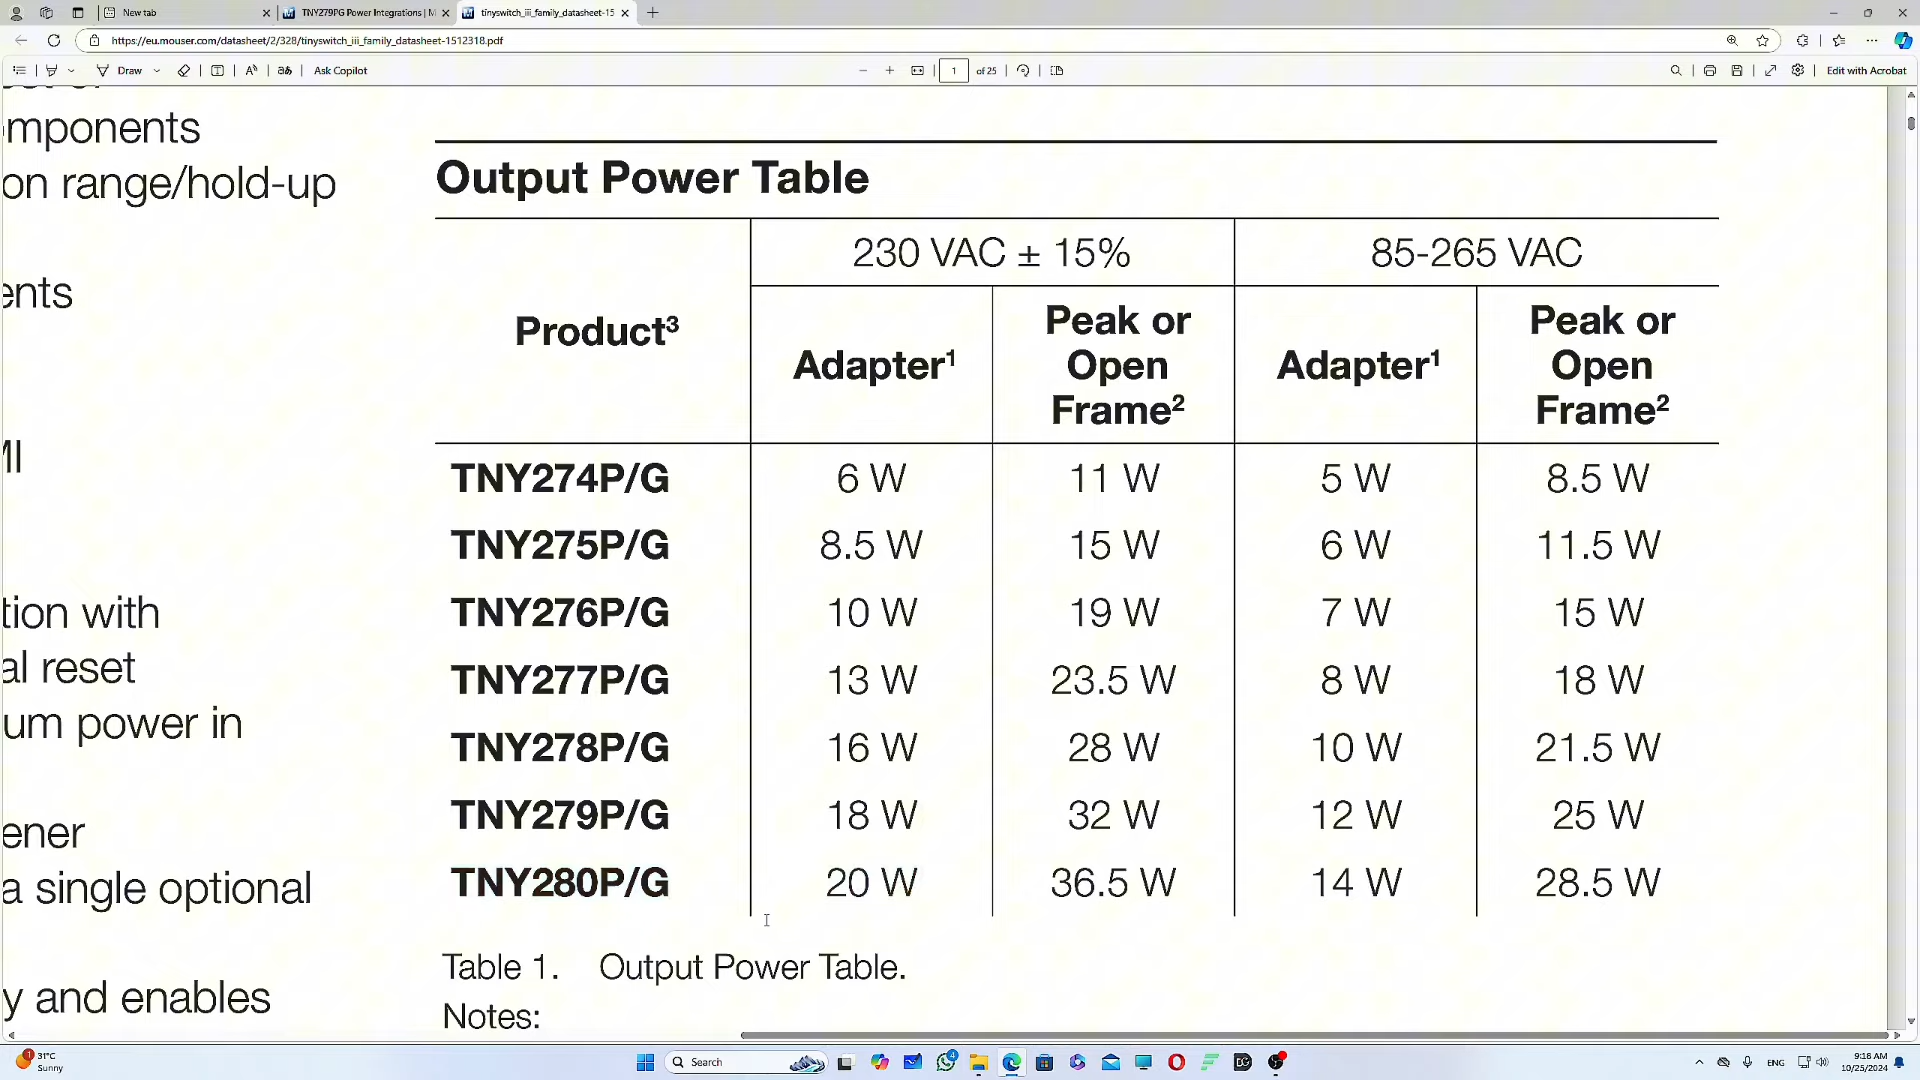 New tab
TNY279PG Power Integrations | M
tinyswitch_iii_family_datasheet-15
https://eu.mouser.com/datasheet/2/328/tinyswitch_iii_family_datasheet-1512318.pdf
Draw
Ask Copilot
1 of 25
Edit with Acrobat
mponents
on range/hold-up
ents
MI
tion with
al reset
um power in
ener
a single optional
y and enables
Output Power Table
Product³ 230 VAC ± 15% 85-265 VAC
Adapter¹ Peak or Open Frame² Adapter¹ Peak or Open Frame²
TNY274P/G 6 W 11 W 5 W 8.5 W
TNY275P/G 8.5 W 15 W 6 W 11.5 W
TNY276P/G 10 W 19 W 7 W 15 W
TNY277P/G 13 W 23.5 W 8 W 18 W
TNY278P/G 16 W 28 W 10 W 21.5 W
TNY279P/G 18 W 32 W 12 W 25 W
TNY280P/G 20 W 36.5 W 14 W 28.5 W
Table 1. Output Power Table.
Notes:
31°C
Sunny
Search
ENG
9:18 AM
10/25/2024